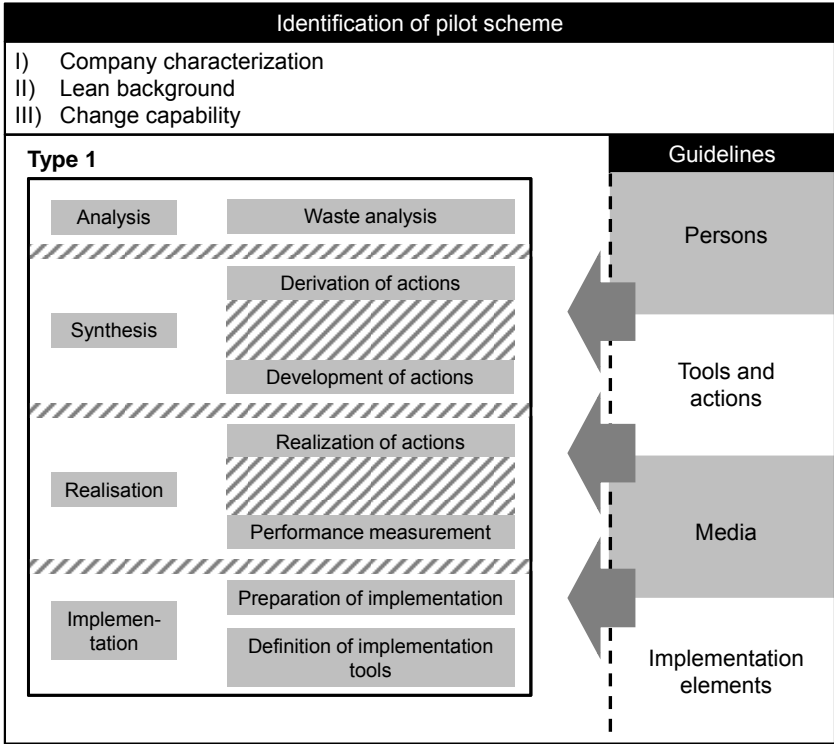 Identification of pilot scheme
I) Company characterization
II) Lean background
III) Change capability
Type 1
Analysis
Waste analysis
Synthesis
Derivation of actions
Development of actions
Realisation
Realization of actions
Performance measurement
Implemen-
tation
Preparation of implementation
Definition of implementation
tools
Guidelines
Persons
Tools and
actions
Media
Implementation
elements